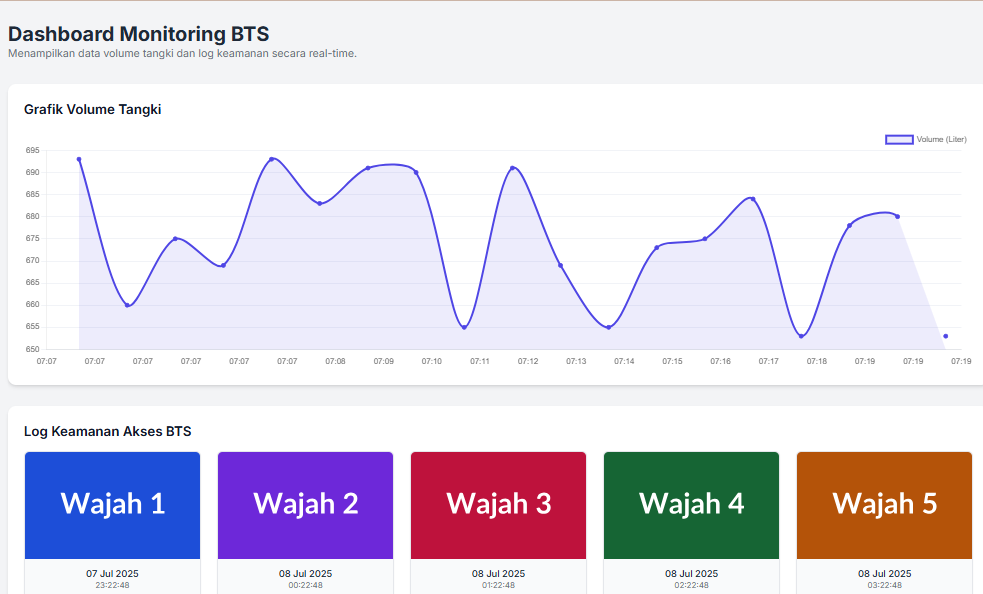 Dashboard Monitoring BTS
Menampilkan data volume tangki dan log keamanan secara real-time.
Grafik Volume Tangki
Volume (Liter)
695
690
685
680
675
670
665
660
655
650
07:07 07:07 07:07 07:07 07:07 07:07 07:08 07:09 07:10 07:11 07:12 07:13 07:14 07:15 07:16 07:17 07:18 07:19 07:19 07:19
Log Keamanan Akses BTS
Wajah 1 Wajah 2 Wajah 3 Wajah 4 Wajah 5
07 Jul 2025 08 Jul 2025 08 Jul 2025 08 Jul 2025 08 Jul 2025
23:22:48 00:22:48 01:22:48 02:22:48 03:22:48